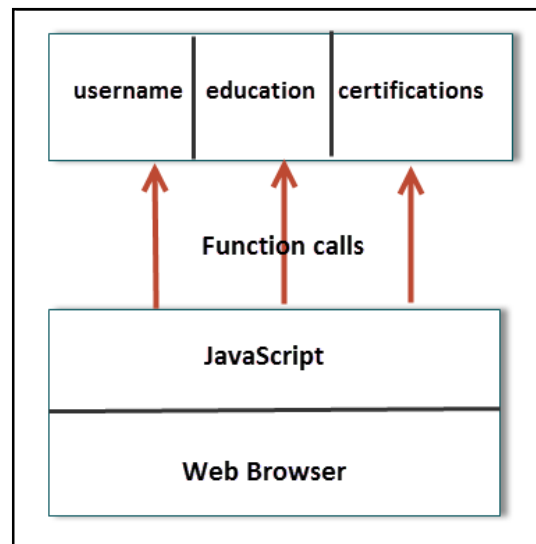 username education certifications
Function calls
JavaScript
Web Browser